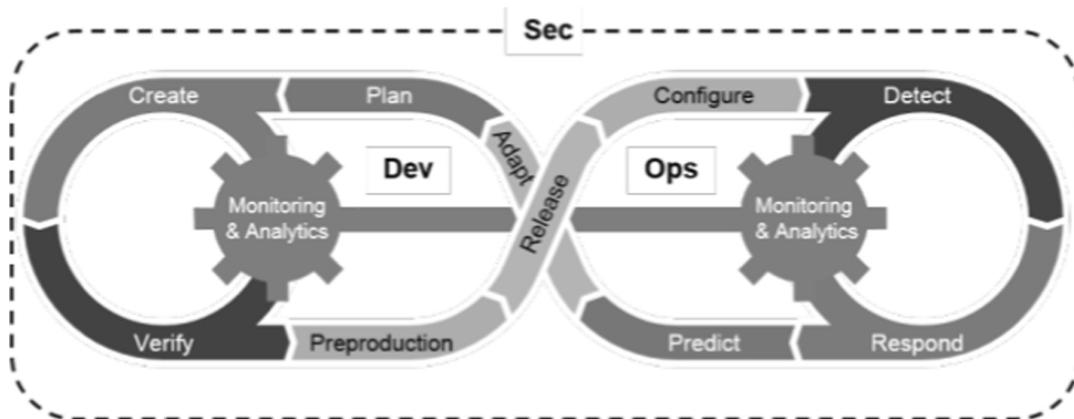 Sec
Create
Plan
Configure
Detect
Adapt
Dev
Ops
Release
Monitoring
& Analytics
Monitoring
& Analytics
Verify
Preproduction
Predict
Respond